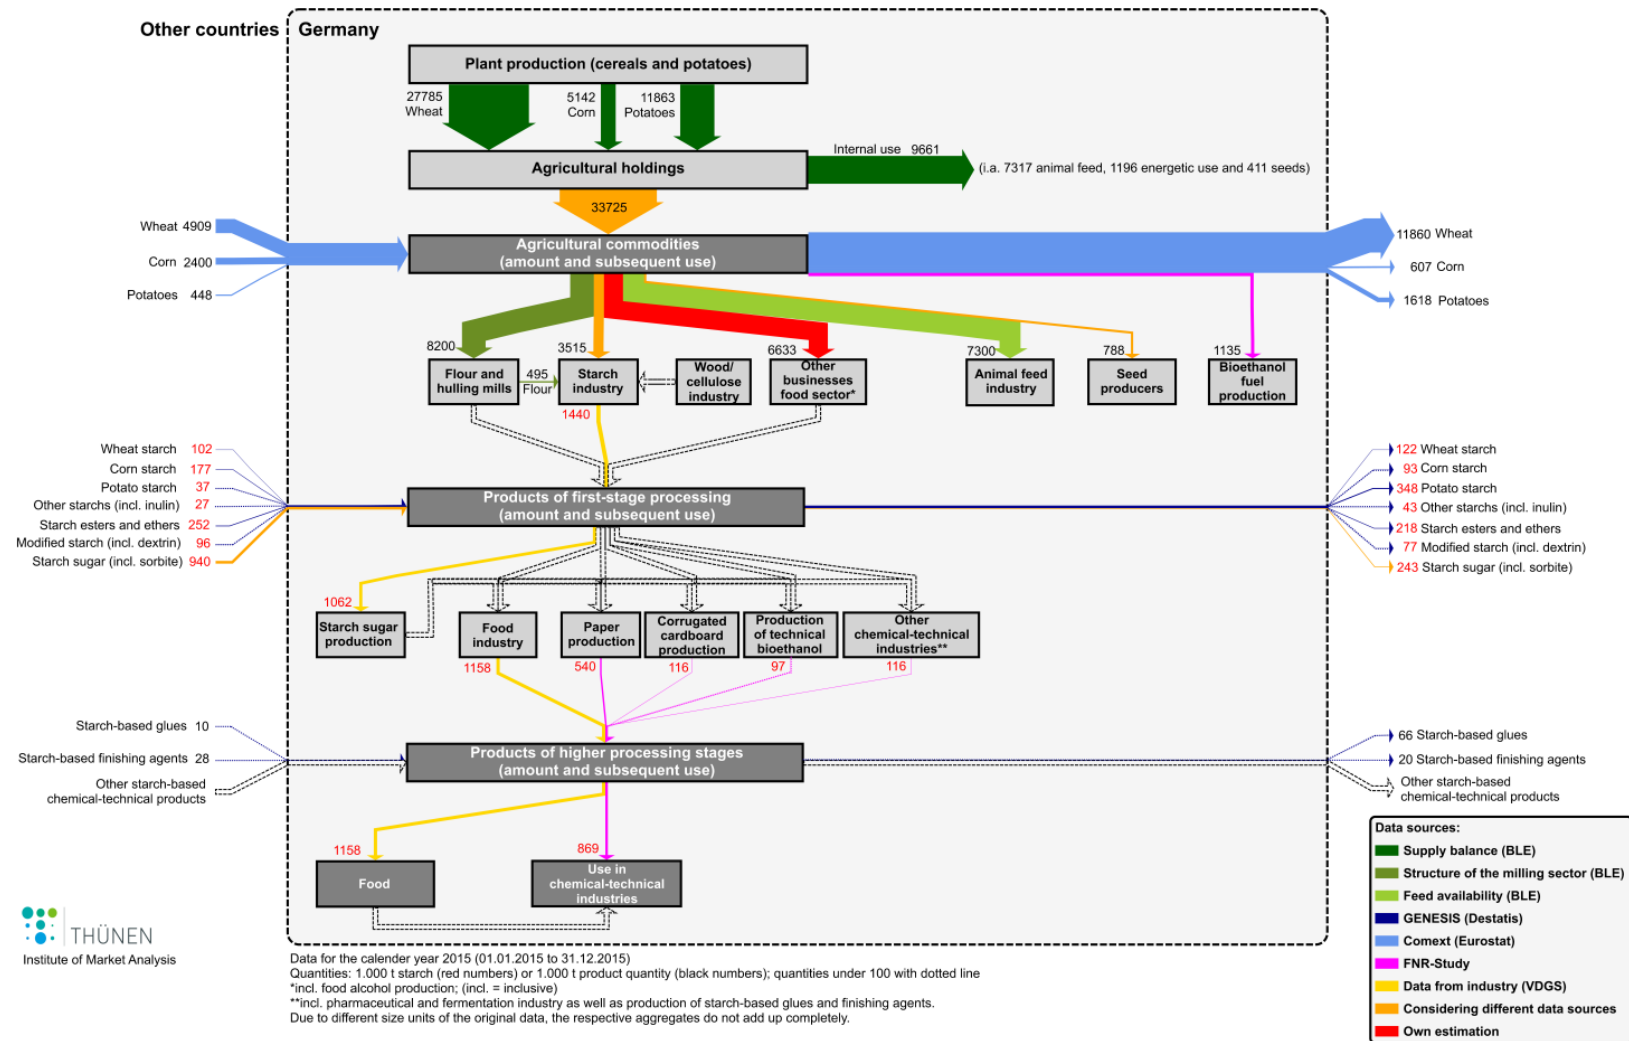 Other countries
Germany
Plant production (cereals and potatoes)
27785
Wheat
5142
Corn
11863
Potatoes
Agricultural holdings
Internal use 9661
(i.a. 7317 animal feed, 1196 energetic use and 411 seeds)
33725
Wheat 4909
Corn 2400
Potatoes 448
Agricultural commodities
(amount and subsequent use)
11860 Wheat
607 Corn
1618 Potatoes
8200
3515
6633
7300
788
1135
Flour and
hulling mills
495
Flour
Starch
industry
Wood/
cellulose
industry
Other
businesses
food sector*
Animal feed
industry
Seed
producers
Bioethanol
fuel
production
1440
Wheat starch 102
Corn starch 177
Potato starch 37
Other starchs (incl. inulin) 27
Starch esters and ethers 252
Modified starch (incl. dextrin) 96
Starch sugar (incl. sorbite) 940
Products of first-stage processing
(amount and subsequent use)
122 Wheat starch
93 Corn starch
348 Potato starch
43 Other starchs (incl. inulin)
218 Starch esters and ethers
77 Modified starch (incl. dextrin)
243 Starch sugar (incl. sorbite)
1062
Starch sugar
production
Food
industry
Paper
production
Corrugated
cardboard
production
Production
of technical
bioethanol
Other
chemical-technical
industries**
1158
540
116
97
116
Starch-based glues 10
Starch-based finishing agents 28
Other starch-based
chemical-technical products
Products of higher processing stages
(amount and subsequent use)
66 Starch-based glues
20 Starch-based finishing agents
Other starch-based
chemical-technical products
1158
869
Food
Use in
chemical-technical
industries
Data sources:
Supply balance (BLE)
Structure of the milling sector (BLE)
Feed availability (BLE)
GENESIS (Destatis)
Comext (Eurostat)
FNR-Study
Data from industry (VDGS)
Considering different data sources
Own estimation
THÜNEN
Institute of Market Analysis
Data for the calender year 2015 (01.01.2015 to 31.12.2015)
Quantities: 1.000 t starch (red numbers) or 1.000 t product quantity (black numbers); quantities under 100 with dotted line
*incl. food alcohol production; (incl. = inclusive)
**incl. pharmaceutical and fermentation industry as well as production of starch-based glues and finishing agents.
Due to different size units of the original data, the respective aggregates do not add up completely.